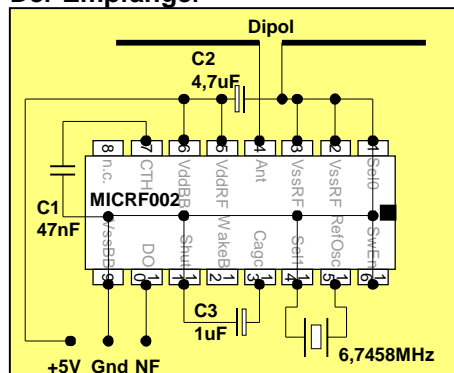 Der Empfänger
Dipol
C2
4,7uF
8 n.c.
7 CTH
6 VddBB
5 VddRF
4 Ant
3 VssRF
2 VssRF
1 Sel0
MICRF002
C1
47nF
VssBB 9
DO 10
Shut 11
WakeB 12
Cagc 13
Sel1 14
RefOsc 15
SwEn 16
C3
1uF
6,7458MHz
+5V Gnd NF